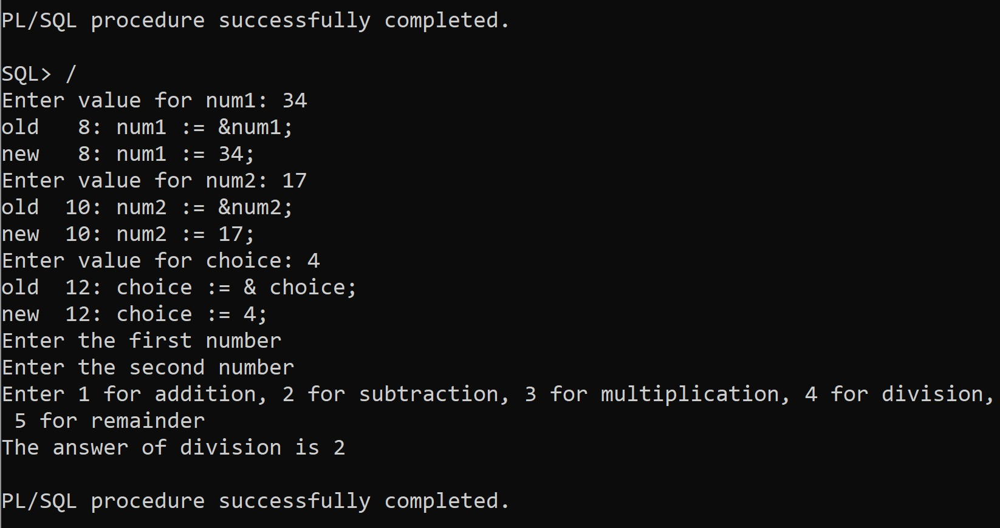 PL/SQL procedure successfully completed.
SQL> /
Enter value for num1: 34
old   8: num1 := &num1;
new   8: num1 := 34;
Enter value for num2: 17
old  10: num2 := &num2;
new  10: num2 := 17;
Enter value for choice: 4
old  12: choice := & choice;
new  12: choice := 4;
Enter the first number
Enter the second number
Enter 1 for addition, 2 for subtraction, 3 for multiplication, 4 for division,
 5 for remainder
The answer of division is 2
PL/SQL procedure successfully completed.